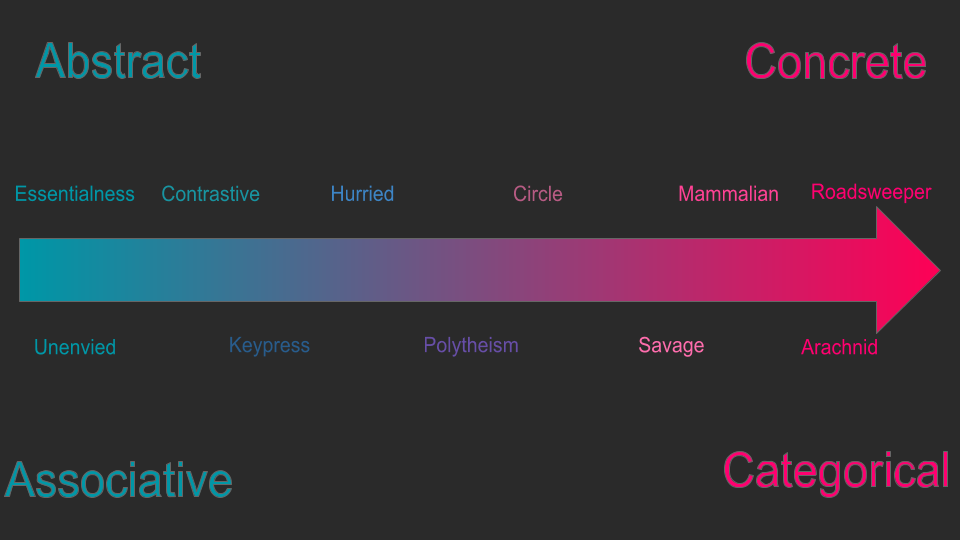 Abstract
Concrete
Essentialness
Contrastive
Hurried
Circle
Mammalian
Roadsweeper
Unenvied
Keypress
Polytheism
Savage
Arachnid
Associative
Categorical